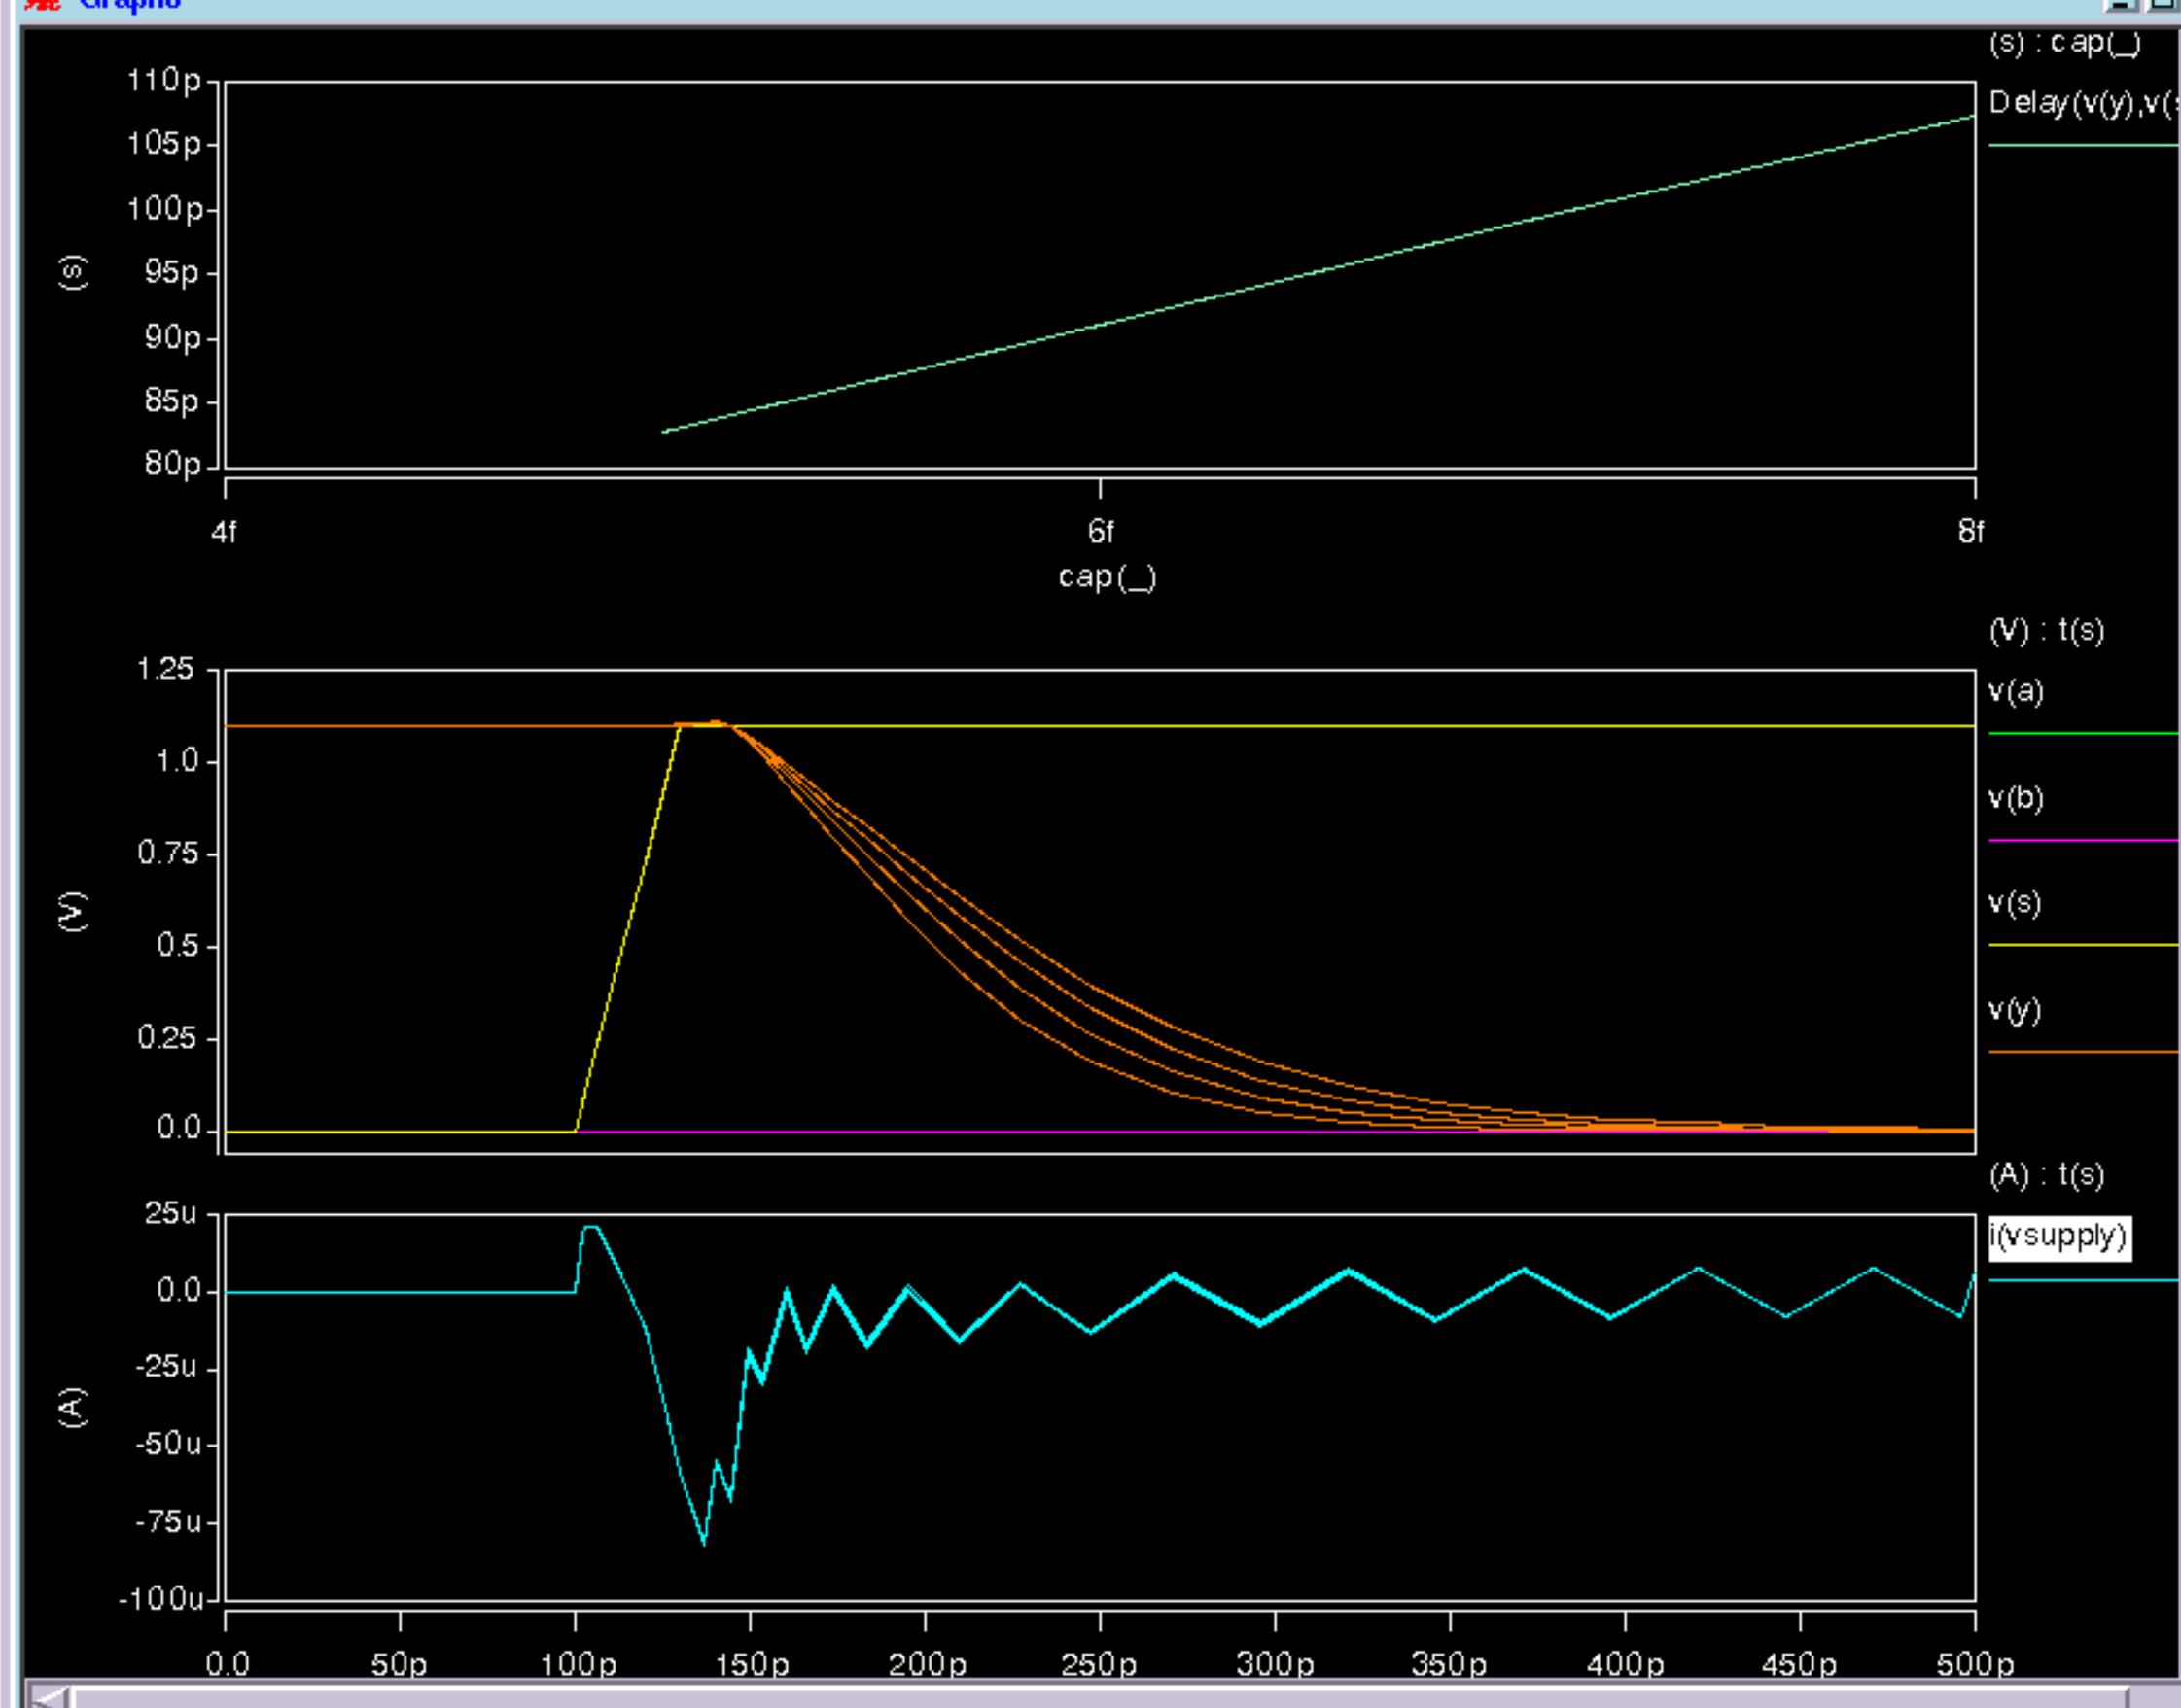 (s) : cap(_)
110p
Delay(v(y),v(
105p
100p
95p
(s)
90p
85p
80p
4f
6f
8f
cap(_)
(V) : t(s)
1.25
v(a)
1.0
v(b)
0.75
v(s)
(V)
0.5
v(y)
0.25
0.0
(A) : t(s)
25u
i(vsupply)
0.0
-25u
(A)
-50u
-75u
-100u
0.0 50p 100p 150p 200p 250p 300p 350p 400p 450p 500p